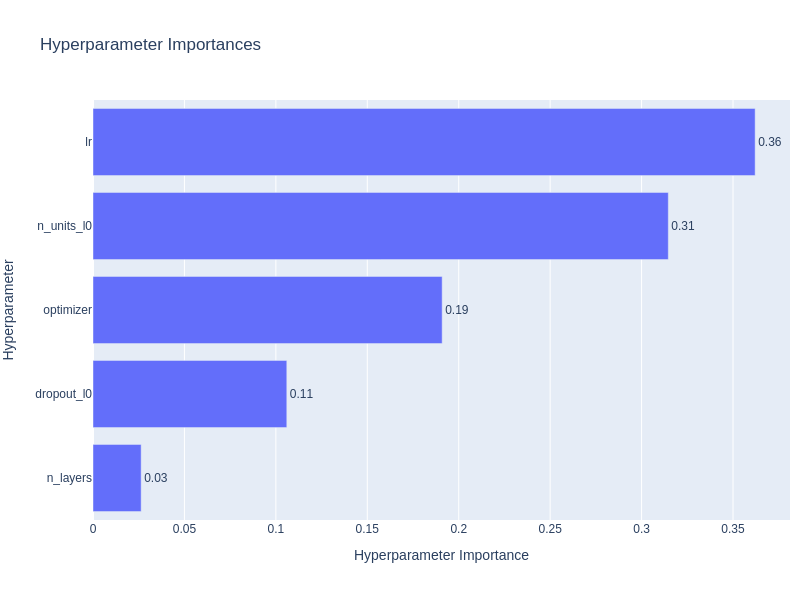 Hyperparameter Importances
lr
0.36
n_units_l0
0.31
optimizer
0.19
dropout_l0
0.11
n_layers
0.03
0
0.05
0.1
0.15
0.2
0.25
0.3
0.35
Hyperparameter Importance
Hyperparameter